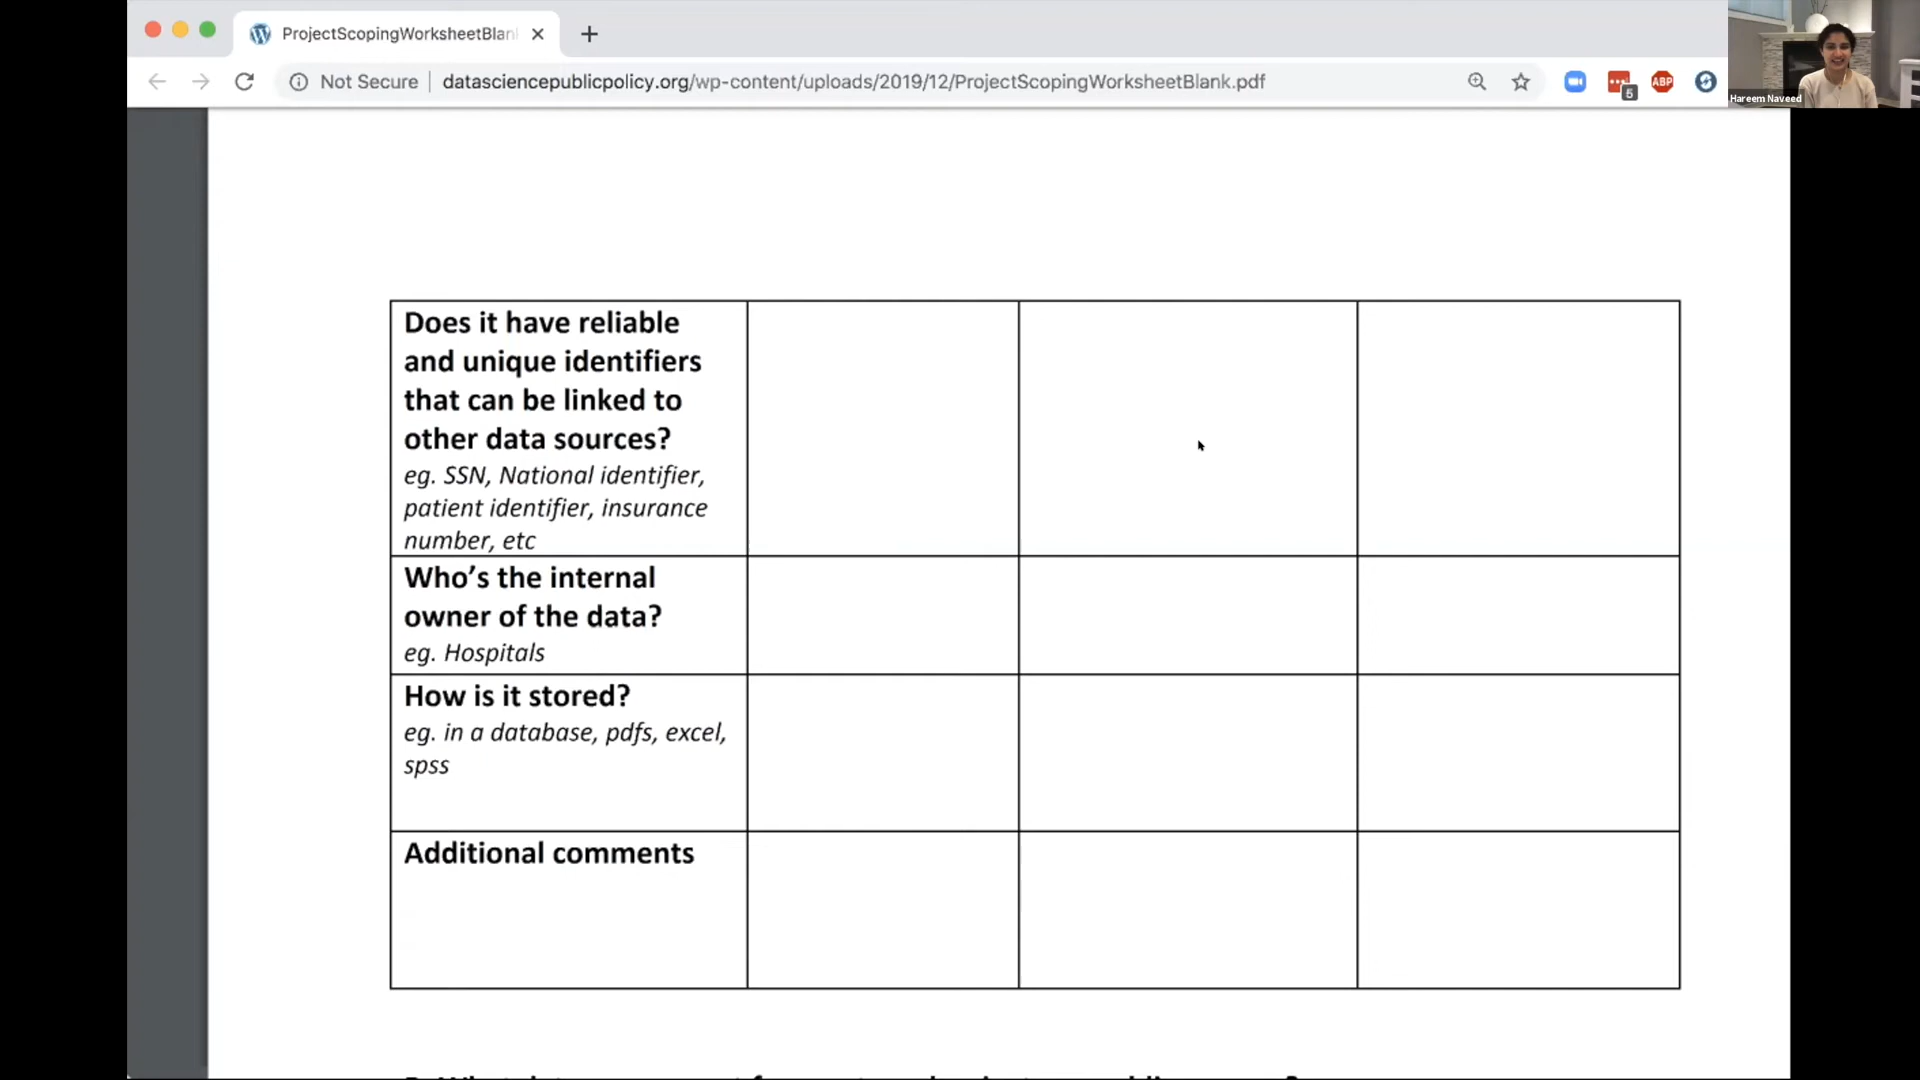 ProjectScopingWorksheetBlan
Not Secure
datasciencepublicpolicy.org/wp-content/uploads/2019/12/ProjectScopingWorksheetBlank.pdf
5
ABP
Hareem Naveed
Does it have reliable
and unique identifiers
that can be linked to
other data sources?
eg. SSN, National identifier,
patient identifier, insurance
number, etc
Who's the internal
owner of the data?
eg. Hospitals
How is it stored?
eg. in a database, pdfs, excel,
spss
Additional comments